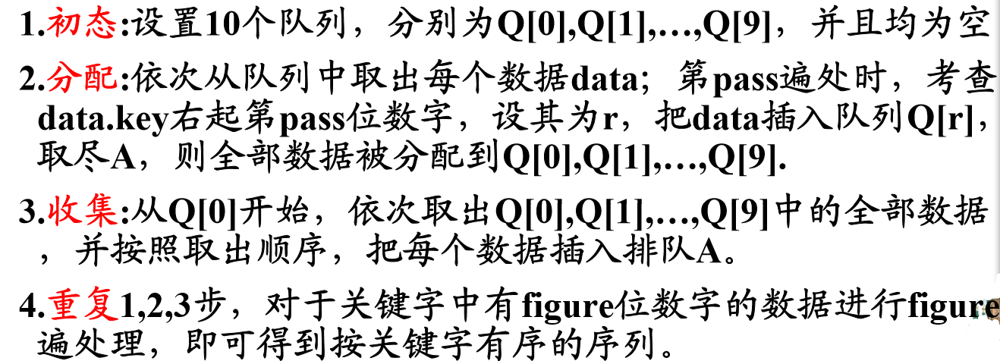 1.初态:设置10个队列，分别为Q[0],Q[1],…,Q[9]，并且均为空
2.分配:依次从队列中取出每个数据data；第pass遍处时，考查
data.key右起第pass位数字，设其为r，把data插入队列Q[r]，
取尽A，则全部数据被分配到Q[0],Q[1],…,Q[9].
3.收集:从Q[0]开始，依次取出Q[0],Q[1],…,Q[9]中的全部数据
，并按照取出顺序，把每个数据插入排队A。
4.重复1,2,3步，对于关键字中有figure位数字的数据进行figure
遍处理，即可得到按关键字有序的序列。